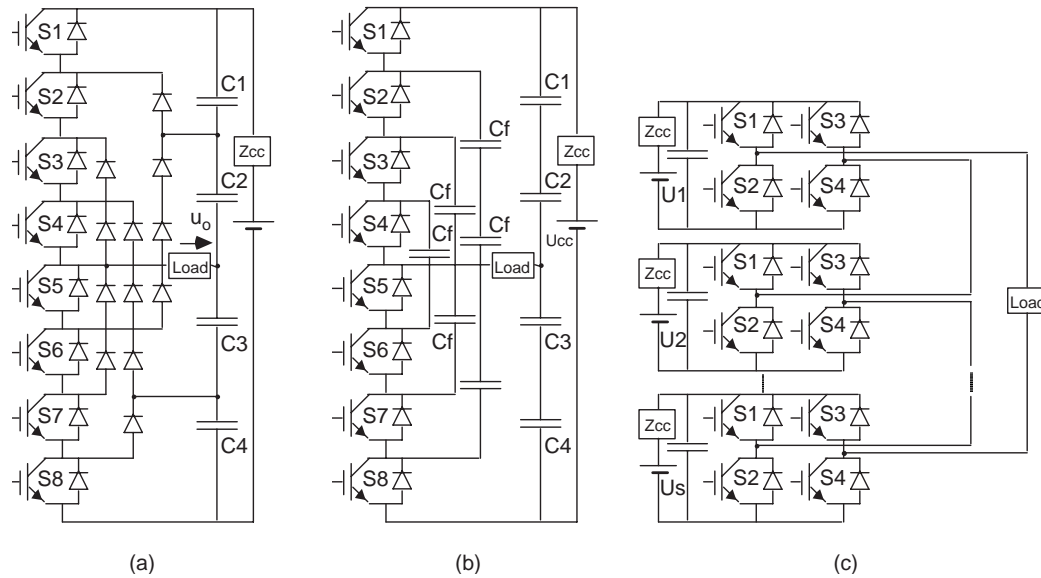 S1
S2
S3
S4
S5
S6
S7
S8
C1
C2
C3
C4
Zcc
uo
Load
(a)
S1
S2
S3
S4
S5
S6
S7
S8
Cf
Cf
Cf
Cf
Cf
C1
C2
C3
C4
Zcc
Ucc
Load
(b)
Zcc
U1
S1
S3
S2
S4
Zcc
U2
S1
S3
S2
S4
Zcc
Us
S1
S3
S2
S4
Load
(c)